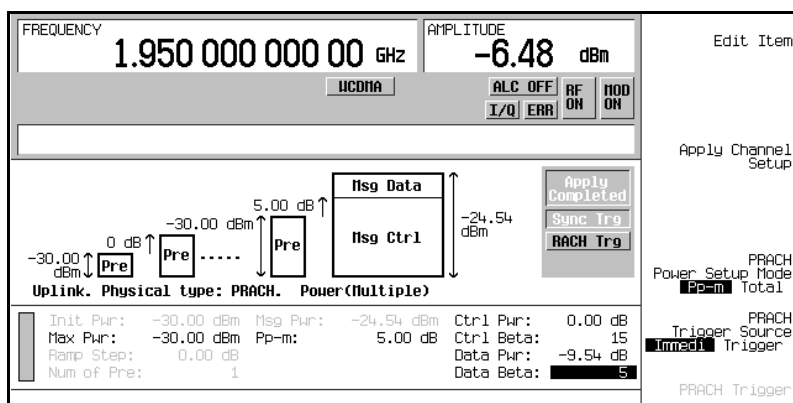 FREQUENCY
1.950 000 000 00 GHz
AMPLITUDE
-6.48 dBm
WCDMA
ALC OFF
RF ON
MOD ON
I/Q
ERR
Edit Item
Apply Channel
Setup
Msg Data
Msg Ctrl
5.00 dB
-30.00 dBm
0 dB
-30.00
dBm
Pre
Pre
.....
Pre
-24.54
dBm
Apply
Completed
Sync Trg
RACH Trg
Uplink. Physical type: PRACH. Power(Multiple)
PRACH
Power Setup Mode
Pp-m Total
Init Pwr: -30.00 dBm Msg Pwr: -24.54 dBm Ctrl Pwr: 0.00 dB
Max Pwr: -30.00 dBm Pp-m: 5.00 dB Ctrl Beta: 15
Ramp Step: 0.00 dB Data Pwr: -9.54 dB
Num of Pre: 1 Data Beta: 5
PRACH
Trigger Source
Immedi Trigger
PRACH Trigger